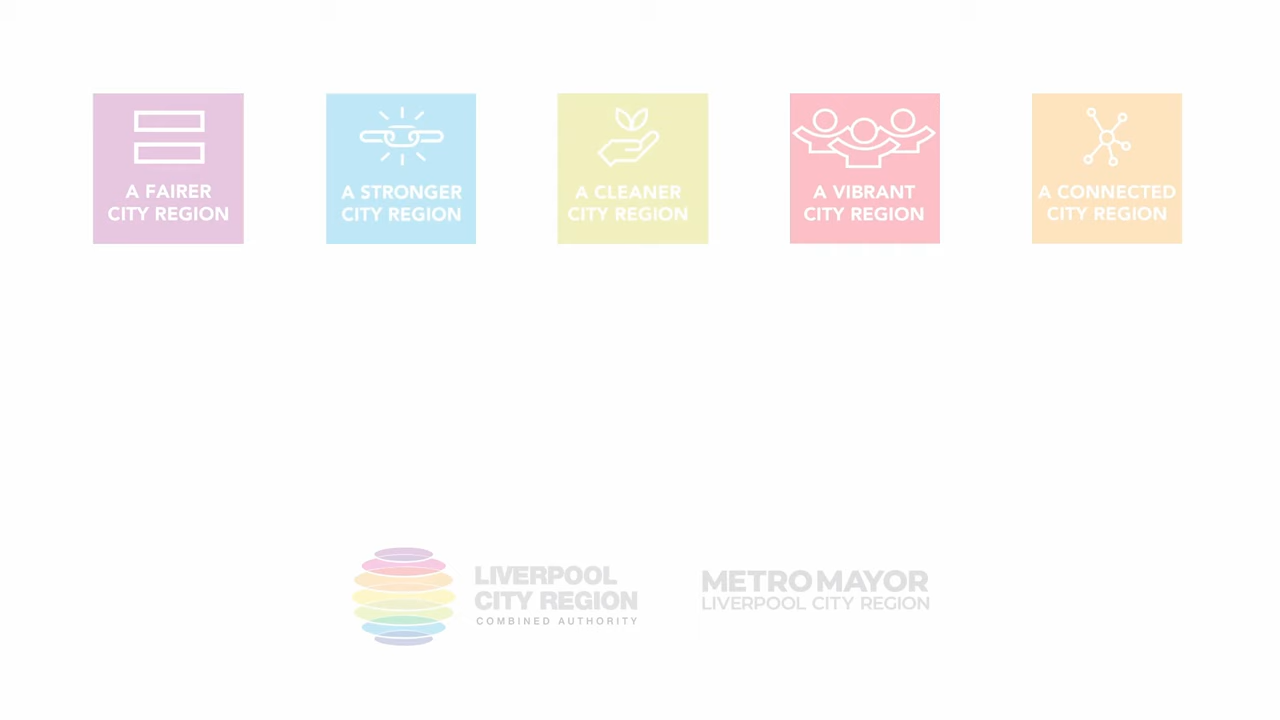 A FAIRER
CITY REGION
A STRONGER
CITY REGION
A CLEANER
CITY REGION
A VIBRANT
CITY REGION
A CONNECTED
CITY REGION
LIVERPOOL
CITY REGION
COMBINED AUTHORITY
METRO MAYOR
LIVERPOOL CITY REGION